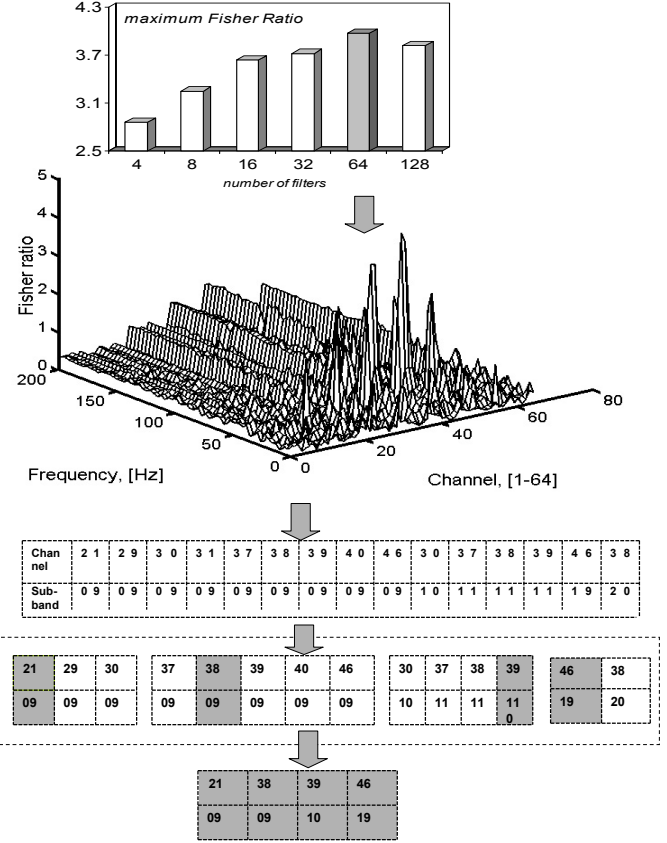 4.3
maximum Fisher Ratio
3.7
3.1
2.5
4 8 16 32 64 128
number of filters
5
4
3
2
1
0
Fisher ratio
200
150
100
50
0
0
20
40
60
80
Frequency, [Hz]
Channel, [1-64]
Chan 2 1 2 9 3 0 3 1 3 7 3 8 3 9 4 0 4 6 3 0 3 7 3 8 3 9 4 6 3 8
nel
Sub- 0 9 0 9 0 9 0 9 0 9 0 9 0 9 0 9 0 9 1 0 1 1 1 1 1 1 1 9 2 0
band
21 29 30 37 38 39 40 46 30 37 38 39 46 38
09 09 09 09 09 09 09 09 10 11 11 11 19 20
0
21 38 39 46
09 09 10 19